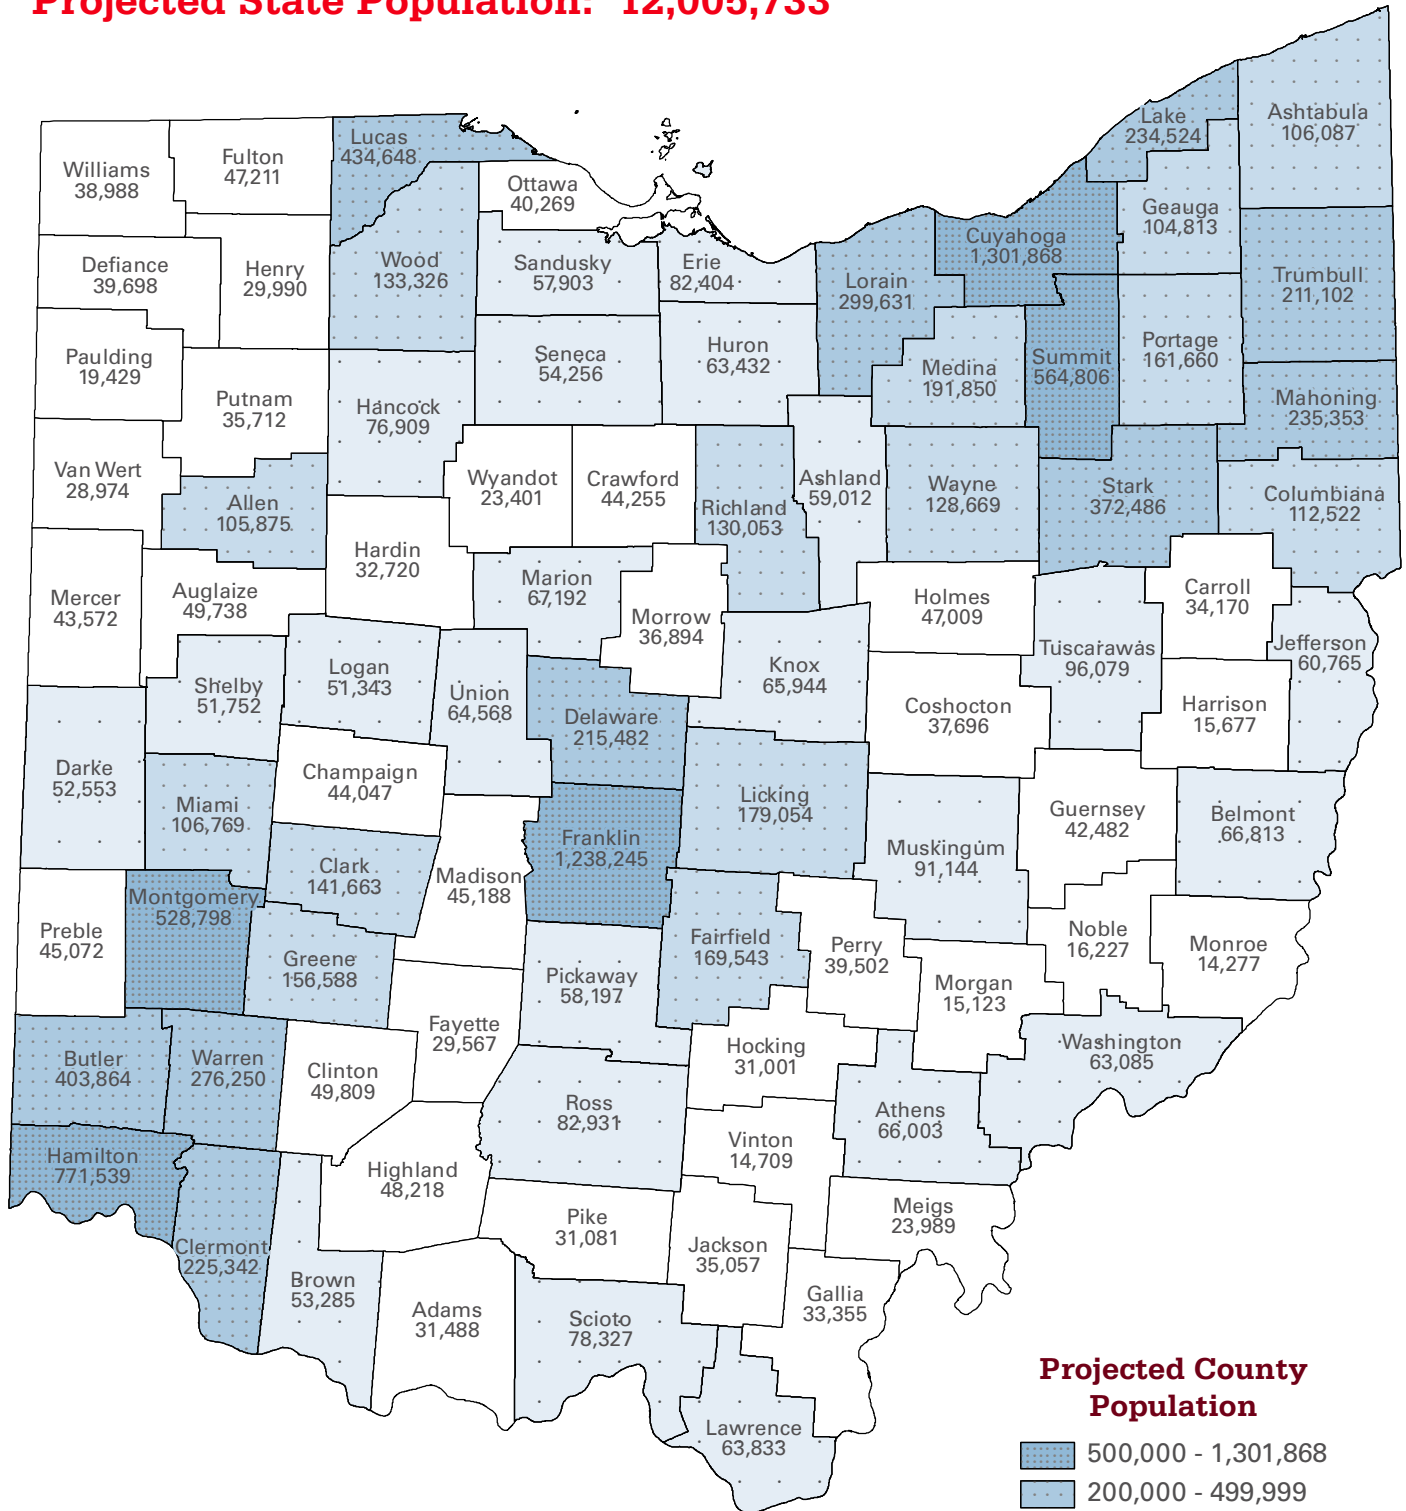 Projected State Population: 12,005,733
Williams
38,988
Fulton
47,211
Lucas
434,648
Ottawa
40,269
Lake
234,524
Ashtabula
106,087
Geauga
104,813
Cuyahoga
1,301,868
Defiance
39,698
Henry
29,990
Wood
133,326
Sandusky
57,903
Erie
82,404
Lorain
299,631
Trumbull
211,102
Paulding
19,429
Putnam
35,712
Hancock
76,909
Seneca
54,256
Huron
63,432
Medina
191,850
Summit
564,806
Portage
161,660
Mahoning
235,353
Van Wert
28,974
Allen
105,875
Wyandot
23,401
Crawford
44,255
Richland
130,053
Ashland
59,012
Wayne
128,669
Stark
372,486
Columbiana
112,522
Mercer
43,572
Auglaize
49,738
Hardin
32,720
Marion
67,192
Morrow
36,894
Holmes
47,009
Tuscarawas
96,079
Carroll
34,170
Jefferson
60,765
Shelby
51,752
Logan
51,343
Union
64,568
Delaware
215,482
Knox
65,944
Coshocton
37,696
Harrison
15,677
Darke
52,553
Miami
106,769
Champaign
44,047
Clark
141,663
Madison
45,188
Franklin
1,238,245
Licking
179,054
Muskingum
91,144
Guernsey
42,482
Belmont
66,813
Preble
45,072
Montgomery
528,798
Greene
156,588
Fayette
29,567
Pickaway
58,197
Fairfield
169,543
Perry
39,502
Morgan
15,123
Noble
16,227
Monroe
14,277
Butler
403,864
Warren
276,250
Clinton
49,809
Ross
82,931
Hocking
31,001
Athens
66,003
Washington
63,085
Hamilton
771,539
Clermont
225,342
Brown
53,285
Highland
48,218
Adams
31,488
Pike
31,081
Scioto
78,327
Vinton
14,709
Jackson
35,057
Meigs
23,989
Gallia
33,355
Lawrence
63,833
Projected County
Population
500,000 - 1,301,868
200,000 - 499,999